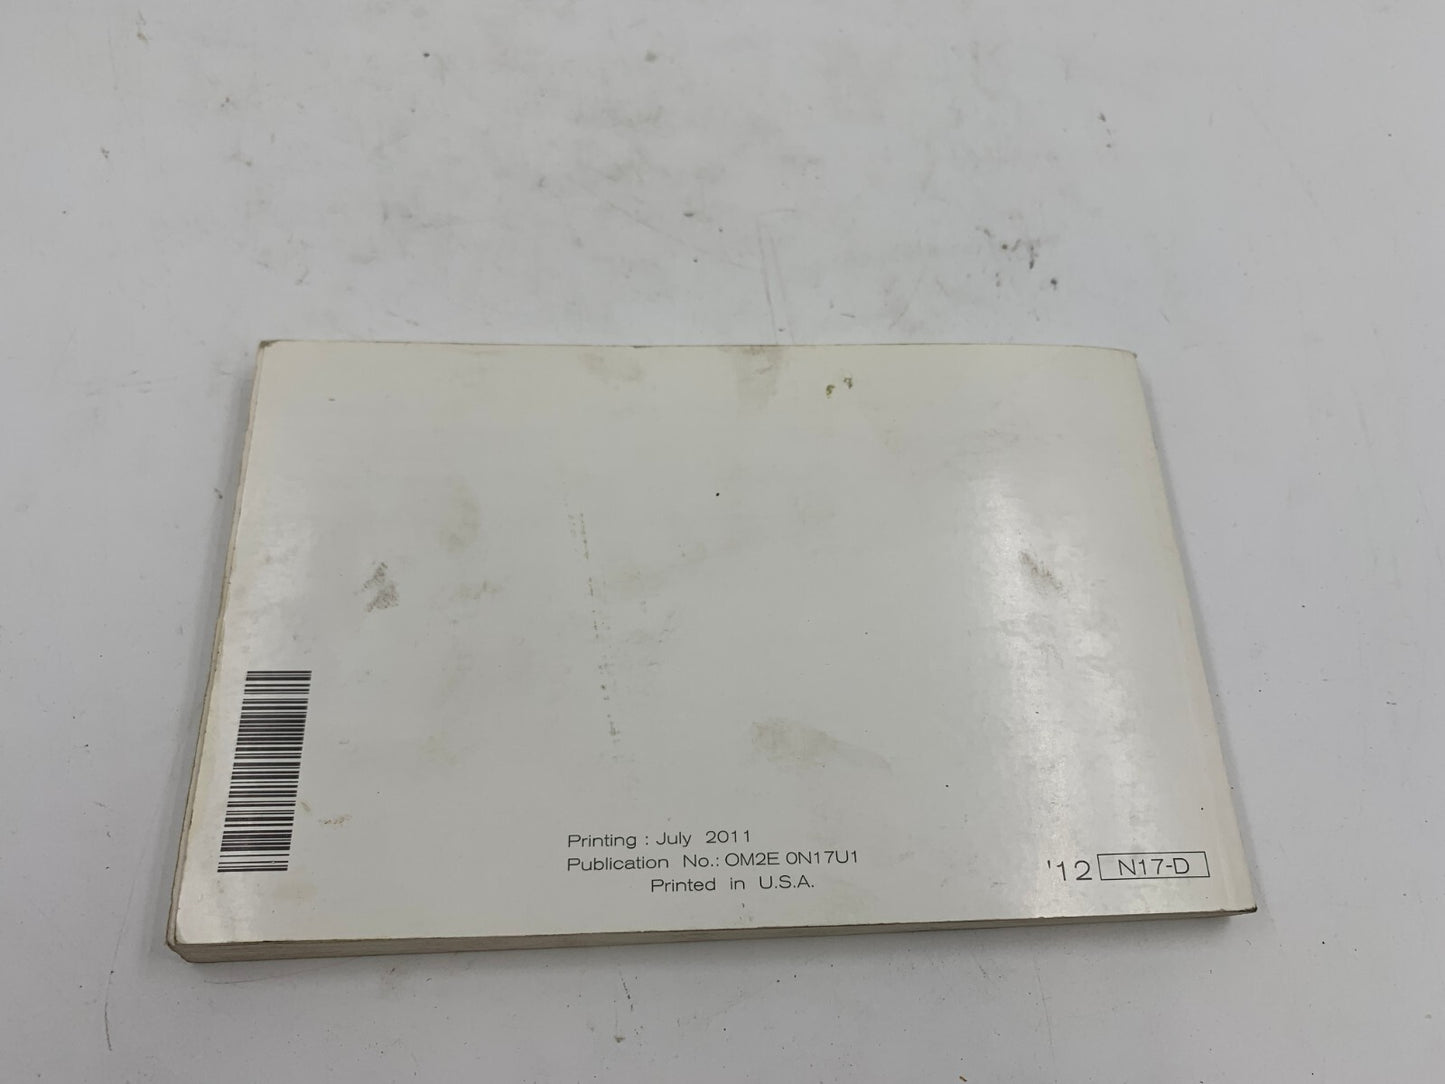 Printing : July 2011
Publication No.: OM2E 0N17U1
Printed in U.S.A.
'12 N17-D